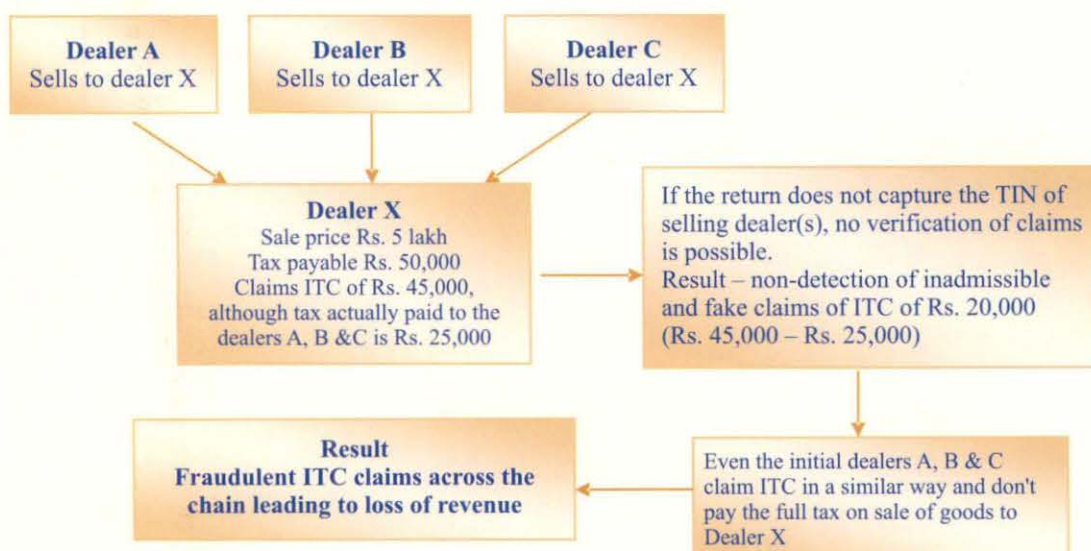 Dealer A
Sells to dealer X
Dealer B
Sells to dealer X
Dealer C
Sells to dealer X
Dealer X
Sale price Rs. 5 lakh
Tax payable Rs. 50,000
Claims ITC of Rs. 45,000,
although tax actually paid to the
dealers A, B &C is Rs. 25,000
If the return does not capture the TIN of
selling dealer(s), no verification of claims
is possible.
Result – non-detection of inadmissible
and fake claims of ITC of Rs. 20,000
(Rs. 45,000 – Rs. 25,000)
Result
Fraudulent ITC claims across the
chain leading to loss of revenue
Even the initial dealers A, B & C
claim ITC in a similar way and don't
pay the full tax on sale of goods to
Dealer X